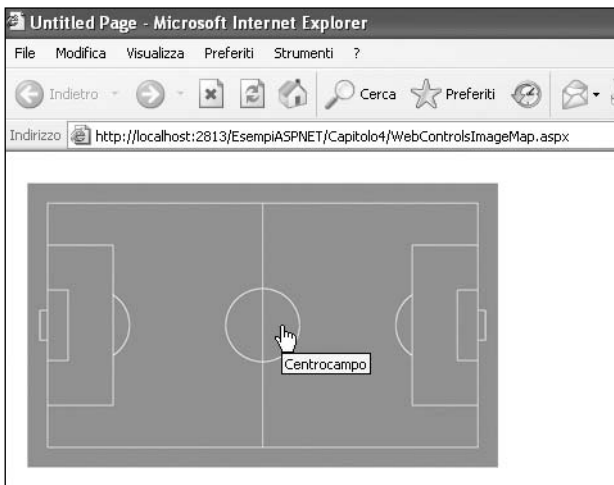 Untitled Page - Microsoft Internet Explorer
File Modifica Visualizza Preferiti Strumenti ?
Indietro Cerca Preferiti
Indirizzo http://localhost:2813/EsempiASPNET/Capitolo4/WebControlsImageMap.aspx
Centrocampo